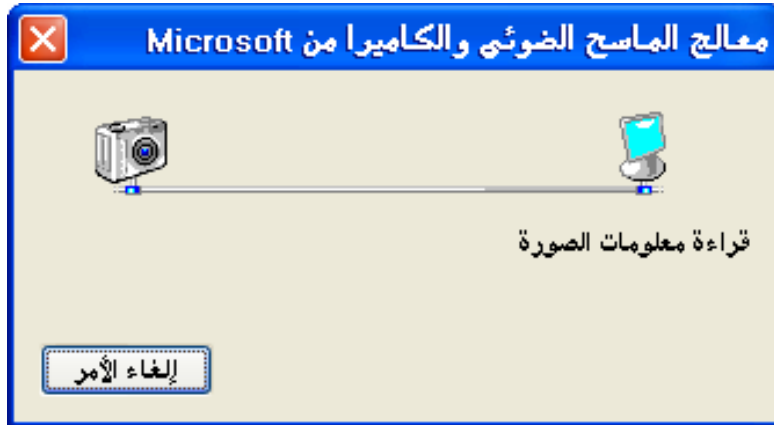 معالج الماسح الضوئي والكاميرا من Microsoft
قراءة معلومات الصورة
إلغاء الأمر